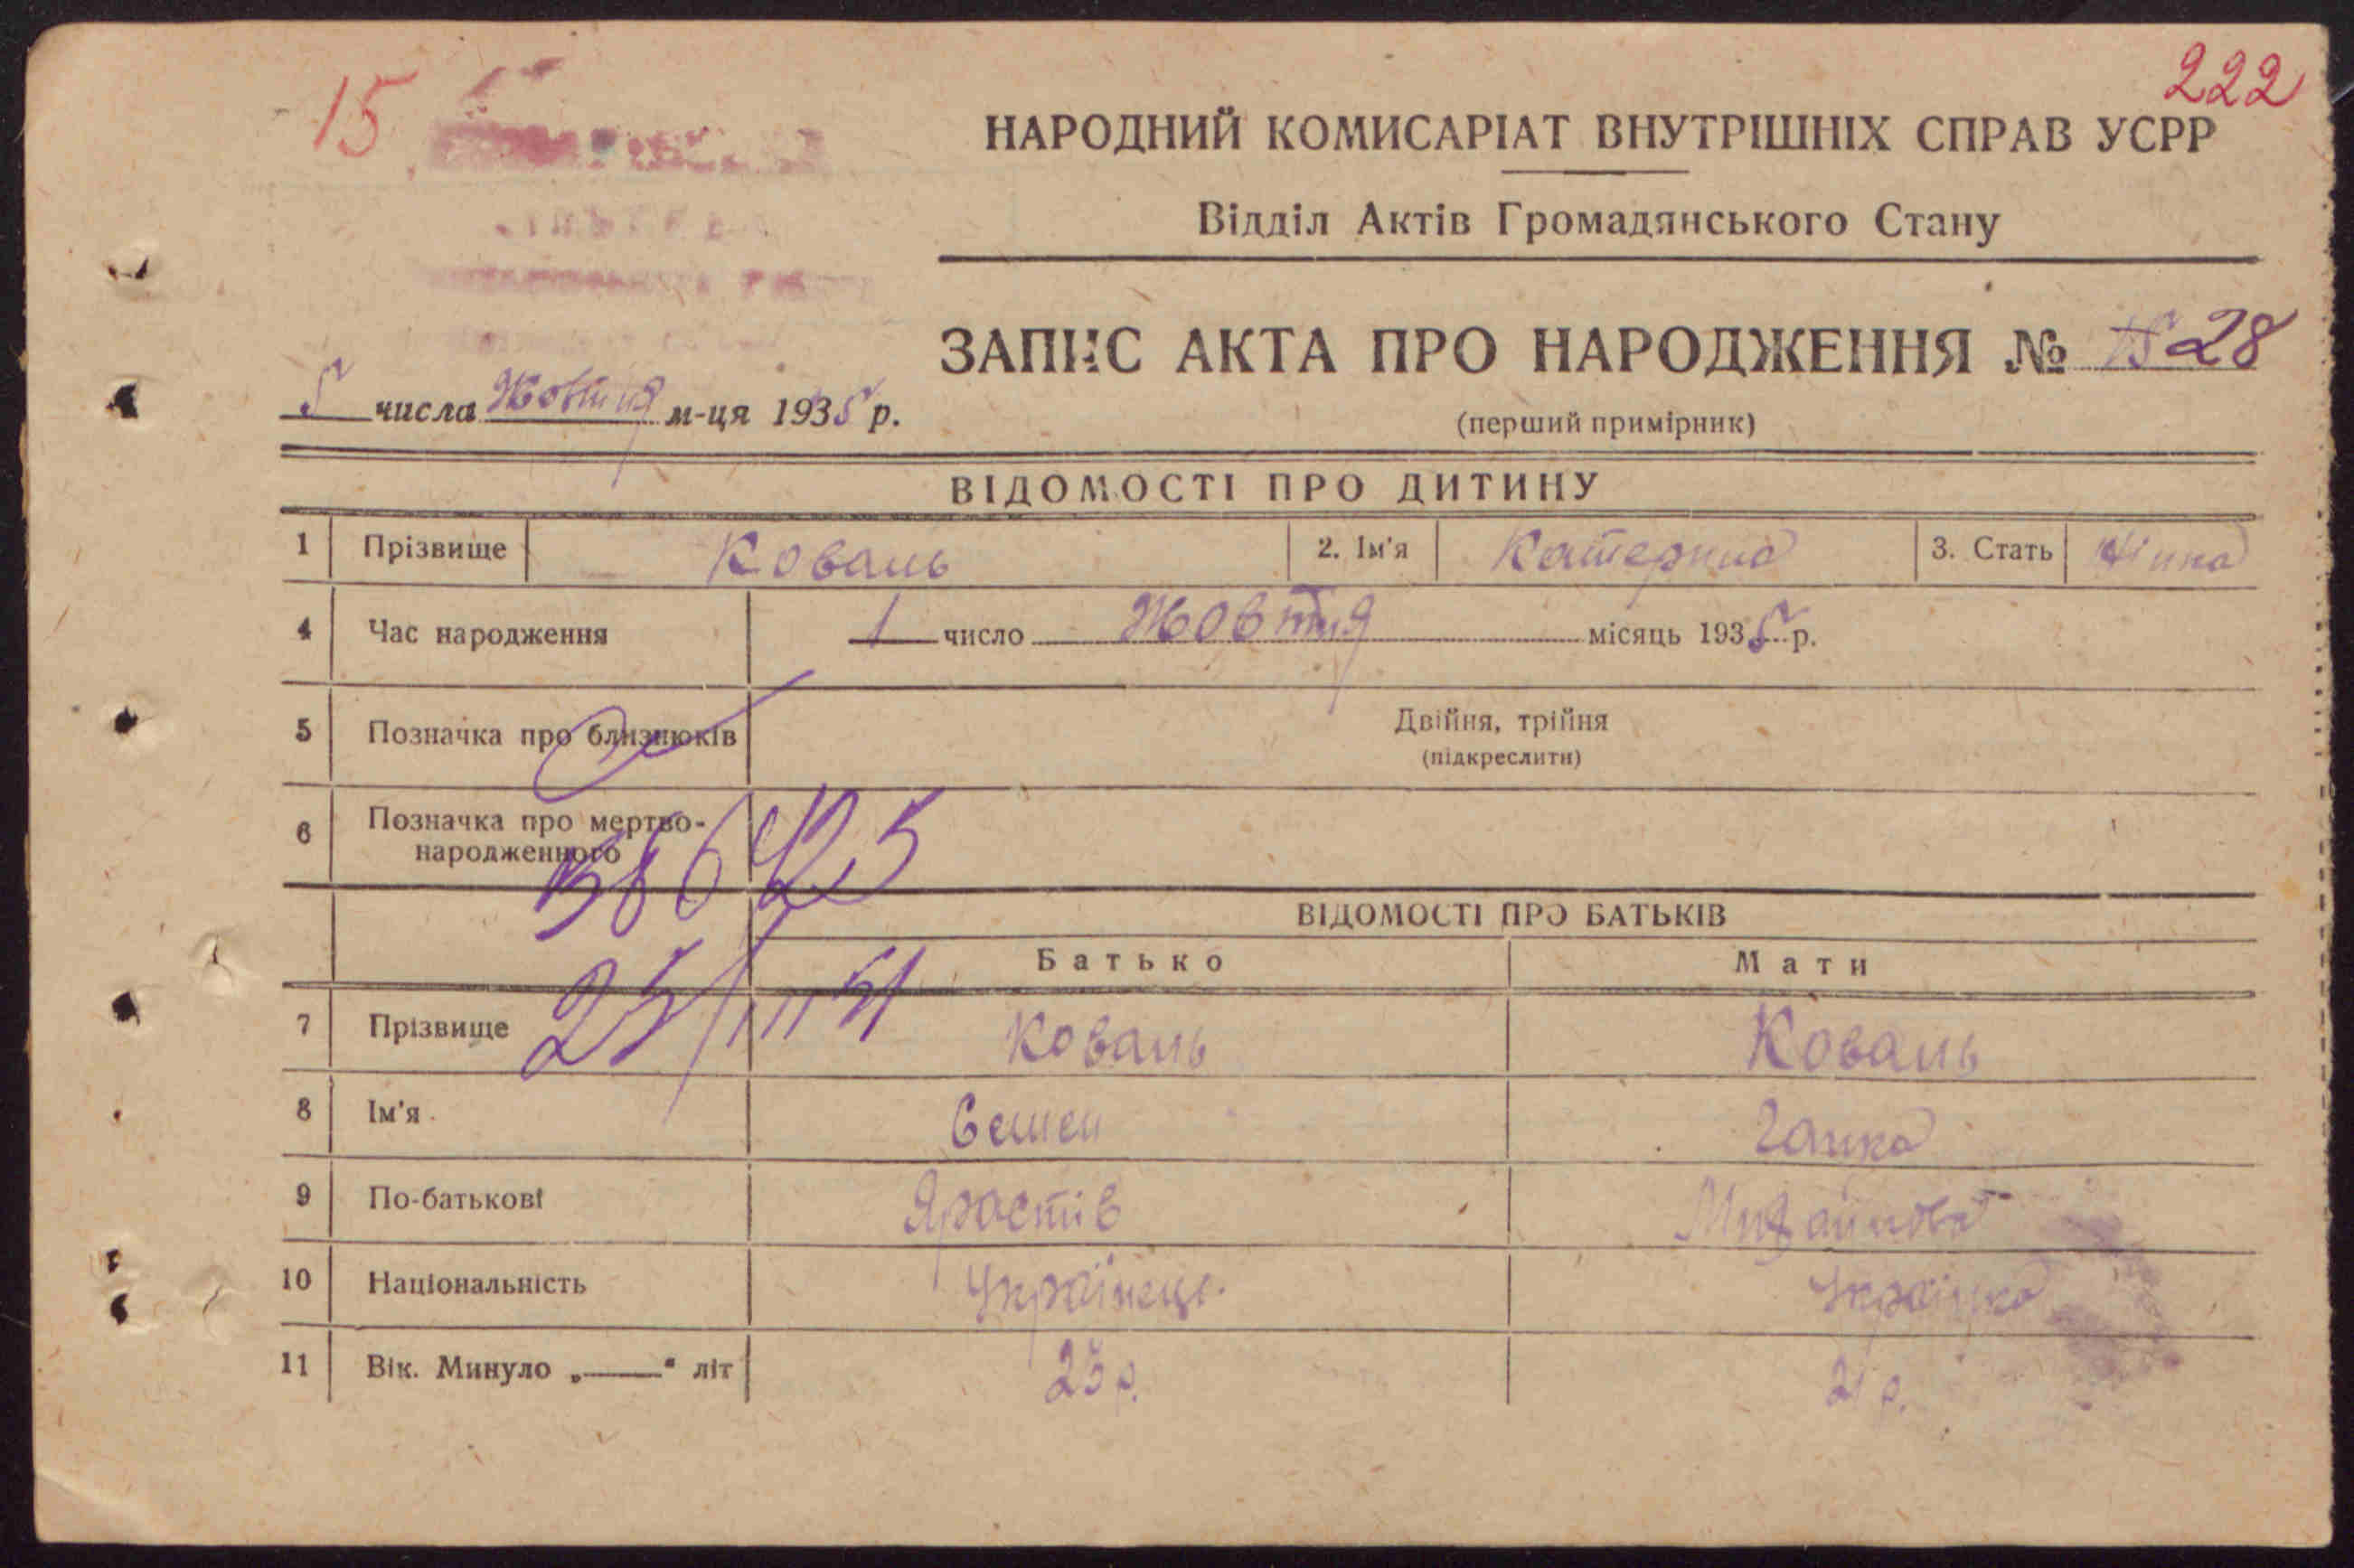 222
15
НАРОДНИЙ КОМИСАРІАТ ВНУТРІШНІХ СПРАВ УСРР
Відділ Актів Громадянського Стану
ЗАПИС АКТА ПРО НАРОДЖЕННЯ № 28
5 числа Жовтня м-ця 1935 р.
(перший примірник)
ВІДОМОСТІ ПРО ДИТИНУ
1 Прізвище Коваль 2. Ім'я Катерина 3. Стать Жінка
4 Час народження 1 число Жовтня місяць 1935 р.
5 Позначка про близнюків Двійня, трійня
(підкреслити)
6 Позначка про мертво-
народженного
ВІДОМОСТІ ПРО БАТЬКІВ
Батько Мати
7 Прізвище Коваль Коваль
8 Ім'я Семен Ганка
9 По-батькові
10 Національність Українець. Українка
11 Вік. Минуло „——“ літ 25 р. 21 р.